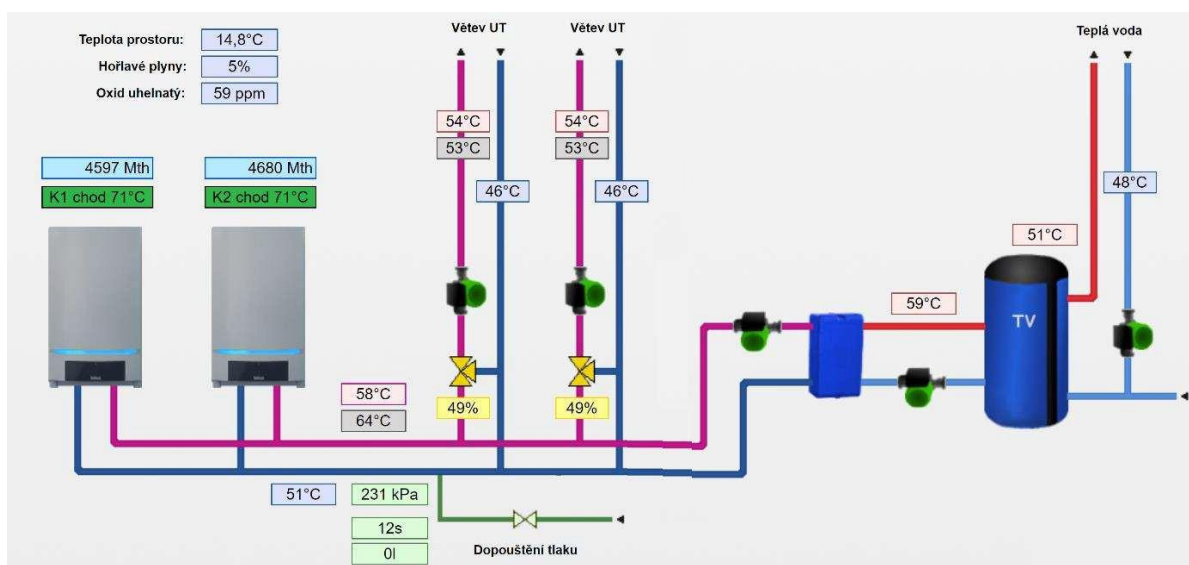 Větev UT
Větev UT
Teplá voda
Teplota prostoru: 14,8°C
Hořlavé plyny: 5%
Oxid uhelnatý: 59 ppm
54°C
54°C
53°C
53°C
4597 Mth
4680 Mth
K1 chod 71°C
K2 chod 71°C
46°C
46°C
48°C
51°C
59°C
TV
58°C
49%
49%
64°C
51°C
231 kPa
12s
0l
Dopouštění tlaku